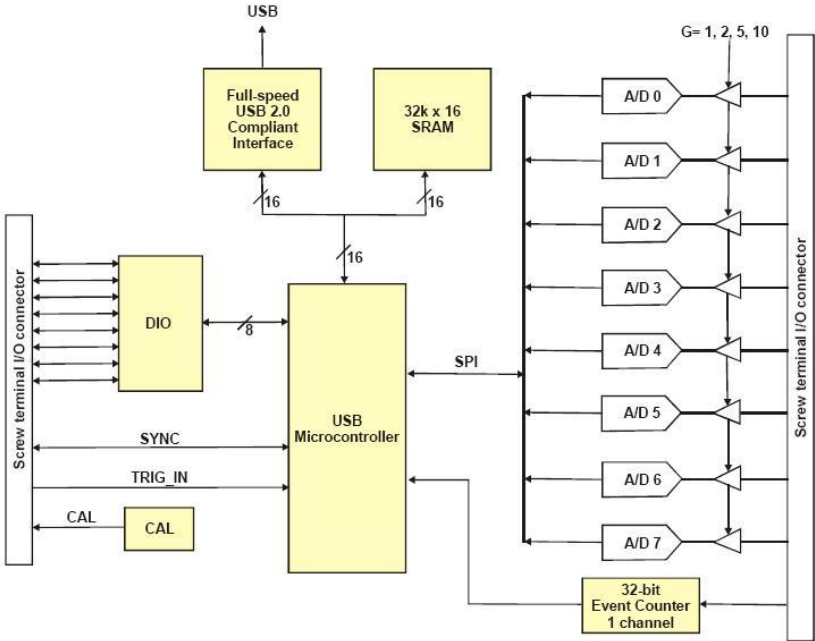 USB
G= 1, 2, 5, 10
Full-speed
USB 2.0
Compliant
Interface
32k x 16
SRAM
16
16
16
A/D 0
A/D 1
A/D 2
A/D 3
A/D 4
A/D 5
A/D 6
A/D 7
Screw terminal I/O connector
DIO
8
USB
Microcontroller
SPI
SYNC
TRIG_IN
CAL
CAL
32-bit
Event Counter
1 channel
Screw terminal I/O connector